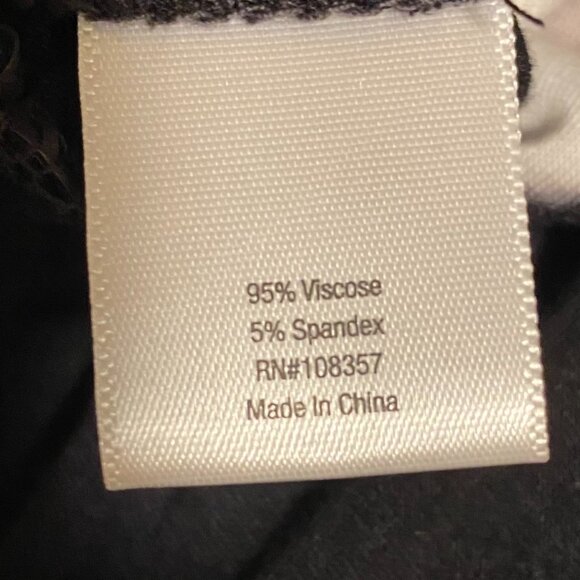 95% Viscose
5% Spandex
RN#108357
Made In China